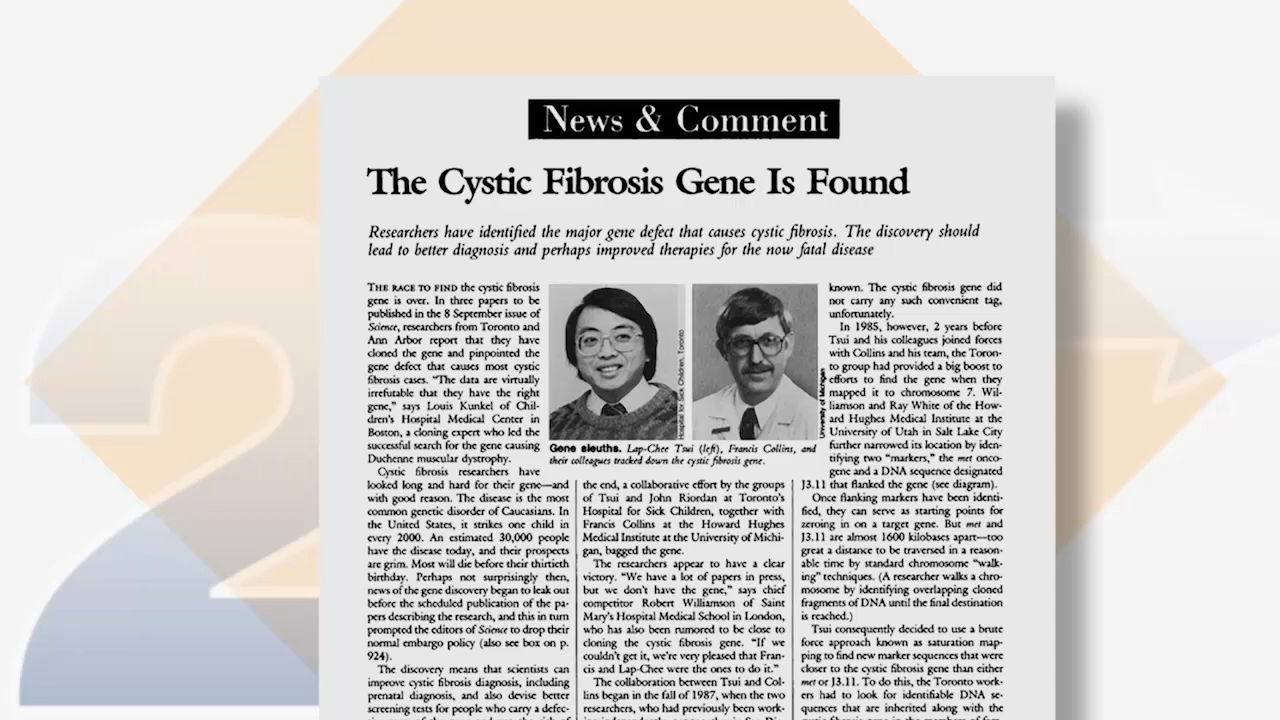 News & Comment
The Cystic Fibrosis Gene Is Found
Researchers have identified the major gene defect that causes cystic fibrosis. The discovery should
lead to better diagnosis and perhaps improved therapies for the now fatal disease
THE RACE TO FIND the cystic fibrosis
gene is over. In three papers to be
published in the 8 September issue of
Science, researchers from Toronto and
Ann Arbor report that they have
cloned the gene and pinpointed the
gene defect that causes most cystic
fibrosis cases. “The data are virtually
irrefutable that they have the right
gene,” says Louis Kunkel of Chil-
dren's Hospital Medical Center in
Boston, a cloning expert who led the
successful search for the gene causing
Duchenne muscular dystrophy.
Cystic fibrosis researchers have
looked long and hard for their gene—and
with good reason. The disease is the most
common genetic disorder of Caucasians. In
the United States, it strikes one child in
every 2000. An estimated 30,000 people
have the disease today, and their prospects
are grim. Most will die before their thirtieth
birthday. Perhaps not surprisingly then,
news of the gene discovery began to leak out
before the scheduled publication of the pa-
pers describing the research, and this in turn
prompted the editors of Science to drop their
normal embargo policy (also see box on p.
924).
The discovery means that scientists can
improve cystic fibrosis diagnosis, including
prenatal diagnosis, and also devise better
screening tests for people who carry a defec-
Hospital for Sick Children, Toronto
University of Michigan
Gene sleuths. Lap-Chee Tsui (left), Francis Collins, and
their colleagues tracked down the cystic fibrosis gene.
the end, a collaborative effort by the groups
of Tsui and John Riordan at Toronto's
Hospital for Sick Children, together with
Francis Collins at the Howard Hughes
Medical Institute at the University of Michi-
gan, bagged the gene.
The researchers appear to have a clear
victory. “We have a lot of papers in press,
but we don't have the gene,” says chief
competitor Robert Williamson of Saint
Mary's Hospital Medical School in London,
who has also been rumored to be close to
cloning the cystic fibrosis gene. “If we
couldn't get it, we're very pleased that Fran-
cis and Lap-Chee were the ones to do it.”
The collaboration between Tsui and Col-
lins began in the fall of 1987, when the two
researchers, who had previously been work-
known. The cystic fibrosis gene did
not carry any such convenient tag,
unfortunately.
In 1985, however, 2 years before
Tsui and his colleagues joined forces
with Collins and his team, the Toron-
to group had provided a big boost to
efforts to find the gene when they
mapped it to chromosome 7. Wil-
liamson and Ray White of the How-
ard Hughes Medical Institute at the
University of Utah in Salt Lake City
further narrowed its location by iden-
tifying two “markers,” the met onco-
gene and a DNA sequence designated
J3.11 that flanked the gene (see diagram).
Once flanking markers have been identi-
fied, they can serve as starting points for
zeroing in on a target gene. But met and
J3.11 are almost 1600 kilobases apart—too
great a distance to be traversed in a reason-
able time by standard chromosome “walk-
ing” techniques. (A researcher walks a chro-
mosome by identifying overlapping cloned
fragments of DNA until the final destination
is reached.)
Tsui consequently decided to use a brute
force approach known as saturation map-
ping to find new marker sequences that were
closer to the cystic fibrosis gene than either
met or J3.11. To do this, the Toronto work-
ers had to look for identifiable DNA se-
quences that are inherited along with the